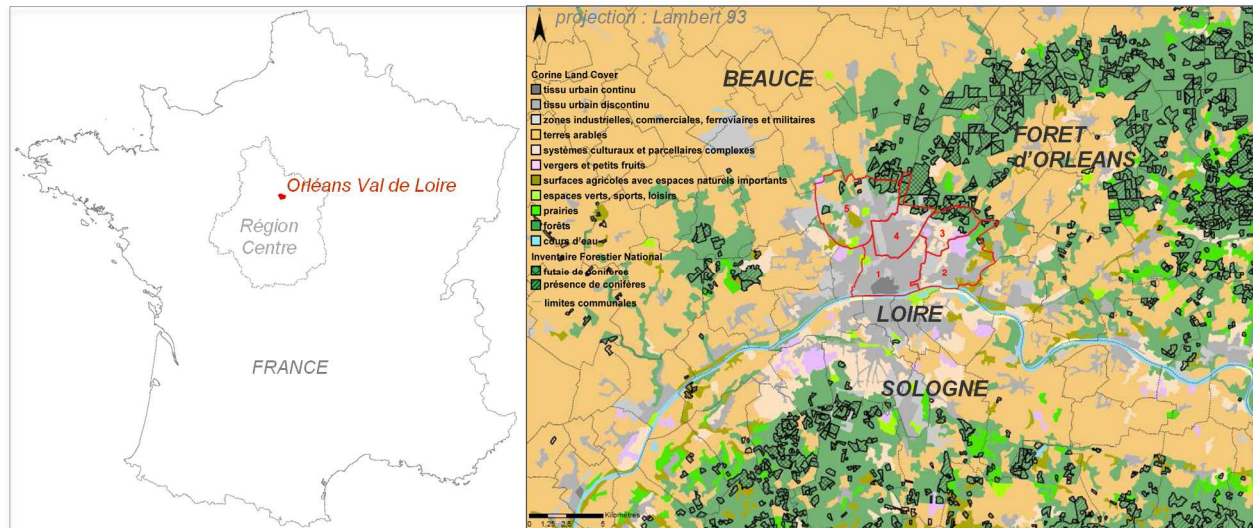 Orléans Val de Loire
Région
Centre
FRANCE
projection : Lambert 93
BEAUCE
Corine Land Cover
tissu urbain continu
tissu urbain discontinu
zones industrielles, commerciales, ferroviaires et militaires
terres arables
systèmes culturaux et parcellaires complexes
vergers et petits fruits
surfaces agricoles avec espaces naturels importants
espaces verts, sports, loisirs
prairies
forêts
cours d'eau
Inventaire Forestier National
futaie de conifères
présence de conifères
limites communales
FORET
d'ORLEANS
5
4
3
1
2
LOIRE
SOLOGNE
Kilomètres
0 1,25 2,5 5